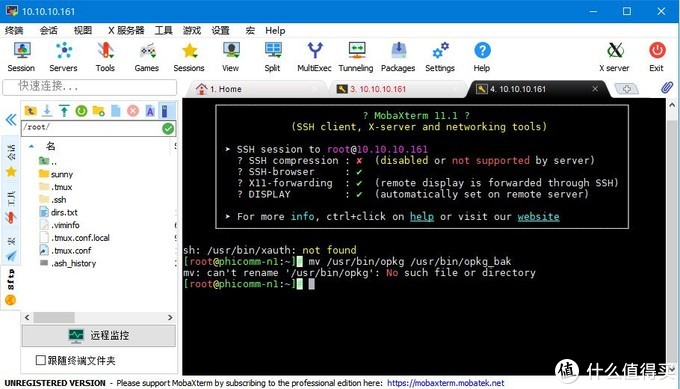 10.10.10.161
终端 会话 视图 X 服务器 工具 游戏 设置 宏 Help
Session Servers Tools Games Sessions View Split MultiExec Tunneling Packages Settings Help X server Exit
快速连接...
1. Home 3. 10.10.10.161 4. 10.10.10.161
/root/
名
..
sunny
.tmux
.ssh
dirs.txt
.viminfo
.tmux.conf.local
.tmux.conf
.ash_history
会话
工具
宏
Sftp
远程监控
跟随终端文件夹
? MobaXterm 11.1 ?
(SSH client, X-server and networking tools)
➤ SSH session to root@10.10.10.161
? SSH compression : ✘ (disabled or not supported by server)
? SSH-browser : ✔
? X11-forwarding : ✔ (remote display is forwarded through SSH)
? DISPLAY : ✔ (automatically set on remote server)
➤ For more info, ctrl+click on help or visit our website
sh: /usr/bin/xauth: not found
[root@phicomm-n1:~]# mv /usr/bin/opkg /usr/bin/opkg_bak
mv: can't rename '/usr/bin/opkg': No such file or directory
[root@phicomm-n1:~]#
UNREGISTERED VERSION - Please support MobaXterm by subscribing to the professional edition here: https://mobaxterm.mobatek.net
值 什么值得买